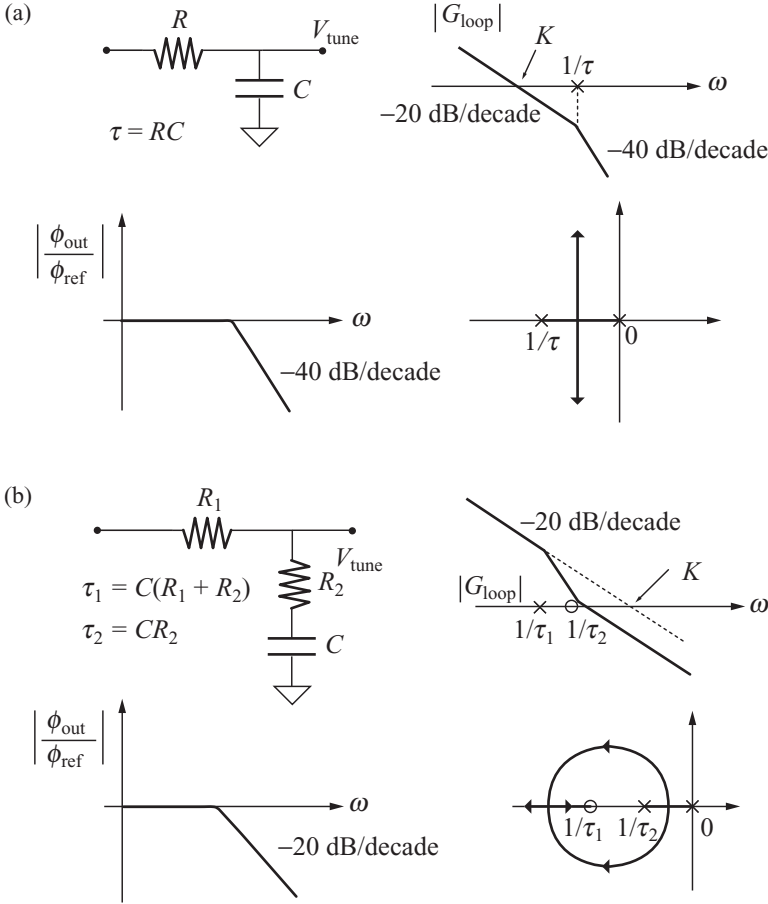 (a)
R
V_tune
C
τ = RC
|G_loop|
K
1/τ
ω
−20 dB/decade
−40 dB/decade
|ϕ_out/ϕ_ref|
ω
−40 dB/decade
1/τ
0
(b)
R_1
V_tune
R_2
τ_1 = C(R_1 + R_2)
τ_2 = CR_2
C
−20 dB/decade
K
|G_loop|
ω
1/τ_1
1/τ_2
|ϕ_out/ϕ_ref|
ω
−20 dB/decade
1/τ_1
1/τ_2
0